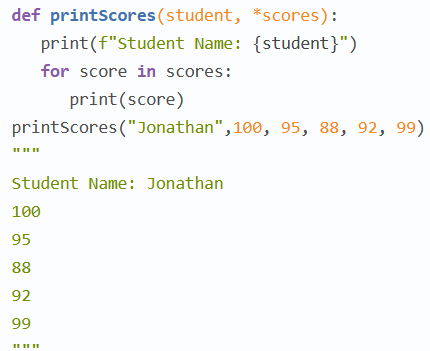 def printScores(student, *scores):
   print(f"Student Name: {student}")
   for score in scores:
      print(score)
printScores("Jonathan",100, 95, 88, 92, 99)
"""
Student Name: Jonathan
100
95
88
92
99
"""